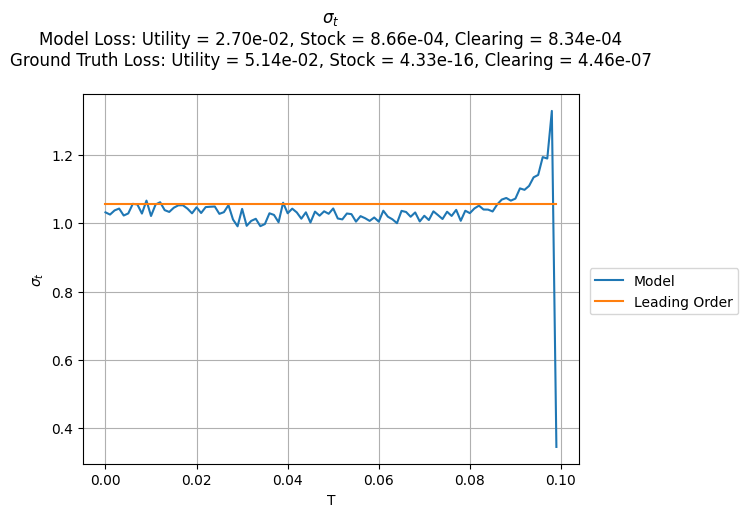 σt
Model Loss: Utility = 2.70e-02, Stock = 8.66e-04, Clearing = 8.34e-04
Ground Truth Loss: Utility = 5.14e-02, Stock = 4.33e-16, Clearing = 4.46e-07
1.2
1.0
0.8
0.6
0.4
σt
0.00 0.02 0.04 0.06 0.08 0.10
T
Model
Leading Order